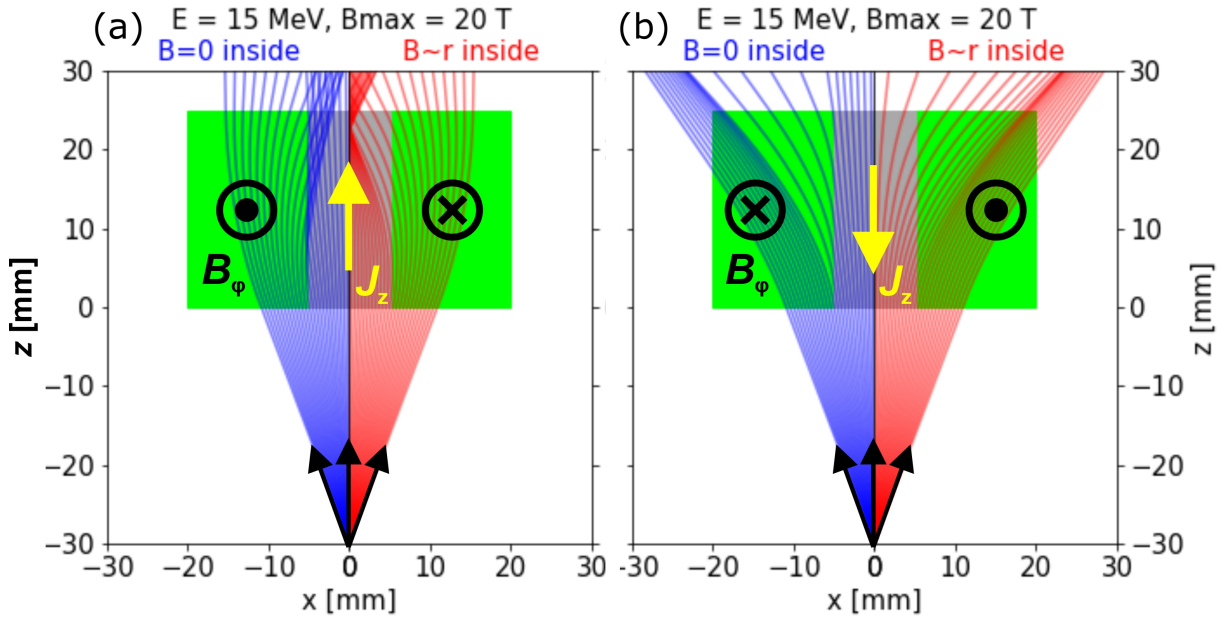 (a) E = 15 MeV, Bmax = 20 T
B=0 inside B~r inside
30
20
10
0
−10
−20
−30
z [mm]
Bφ
Jz
−30 −20 −10 0 0 10 20 30
x [mm]
(b) E = 15 MeV, Bmax = 20 T
B=0 inside B~r inside
Bφ
Jz
30
20
10
0
−10
−20
−30
z [mm]
−30 −20 −10 0 0 10 20 30
x [mm]